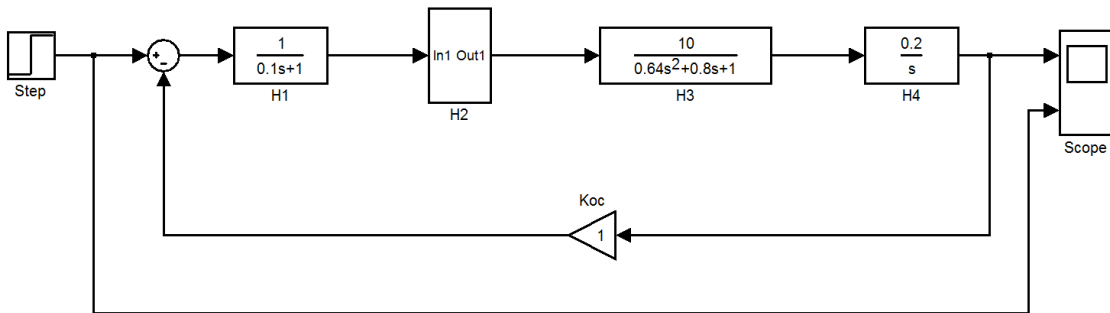 Step
+
−
1
0.1s+1
H1
In1 Out1
H2
10
0.64s²+0.8s+1
H3
0.2
s
H4
Scope
Koc
1